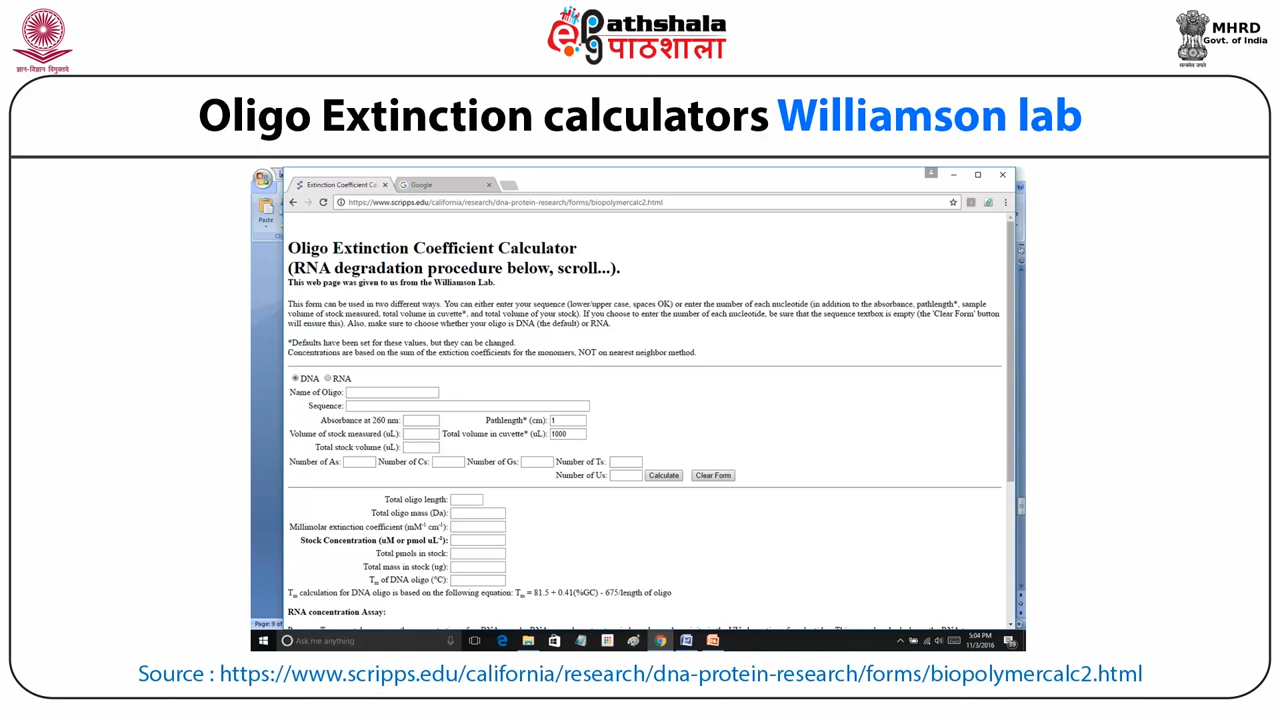 ज्ञान-विज्ञान विमुक्तये
ePathshala
पाठशाला
MHRD
Govt. of India
सत्यमेव जयते
Oligo Extinction calculators Williamson lab
Extinction Coefficient Ca
Google
https://www.scripps.edu/california/research/dna-protein-research/forms/biopolymercalc2.html
Paste
Oligo Extinction Coefficient Calculator
(RNA degradation procedure below, scroll...).
This web page was given to us from the Williamson Lab.
This form can be used in two different ways. You can either enter your sequence (lower/upper case, spaces OK) or enter the number of each nucleotide (in addition to the absorbance, pathlength*, sample
volume of stock measured, total volume in cuvette*, and total volume of your stock). If you choose to enter the number of each nucleotide, be sure that the sequence textbox is empty (the 'Clear Form' button
will ensure this). Also, make sure to choose whether your oligo is DNA (the default) or RNA.
*Defaults have been set for these values, but they can be changed.
Concentrations are based on the sum of the extiction coefficients for the monomers, NOT on nearest neighbor method.
DNA RNA
Name of Oligo:
Sequence:
Absorbance at 260 nm: Pathlength* (cm): 1
Volume of stock measured (uL): Total volume in cuvette* (uL): 1000
Total stock volume (uL):
Number of As: Number of Cs: Number of Gs: Number of Ts:
Number of Us: Calculate Clear Form
Total oligo length:
Total oligo mass (Da):
Millimolar extinction coefficient (mM⁻¹ cm⁻¹):
Stock Concentration (uM or pmol uL⁻¹):
Total pmols in stock:
Total mass in stock (ug):
Tm of DNA oligo (°C):
Tm calculation for DNA oligo is based on the following equation: Tm = 81.5 + 0.41(%GC) - 675/length of oligo
RNA concentration Assay:
Page: 9 of
Ask me anything
5:04 PM
11/3/2016
Source : https://www.scripps.edu/california/research/dna-protein-research/forms/biopolymercalc2.html